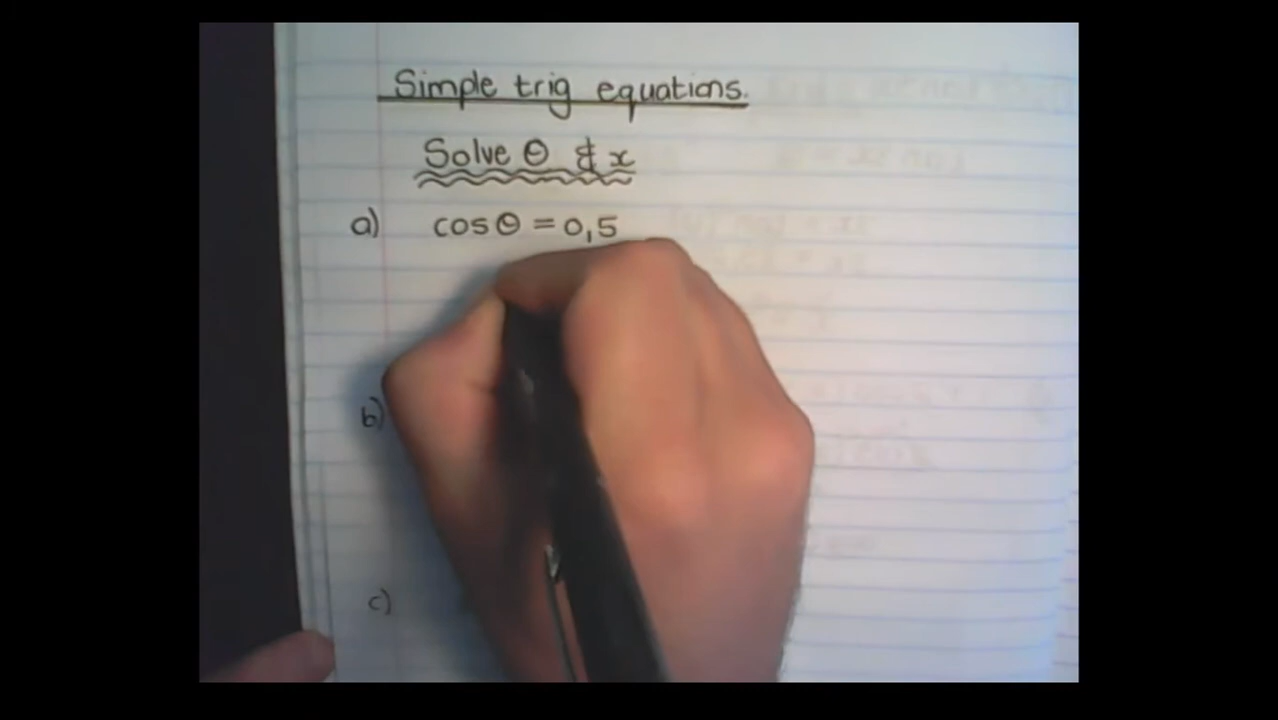 Simple trig equations.
Solve Θ & x
a) cos Θ = 0,5
b)
c)